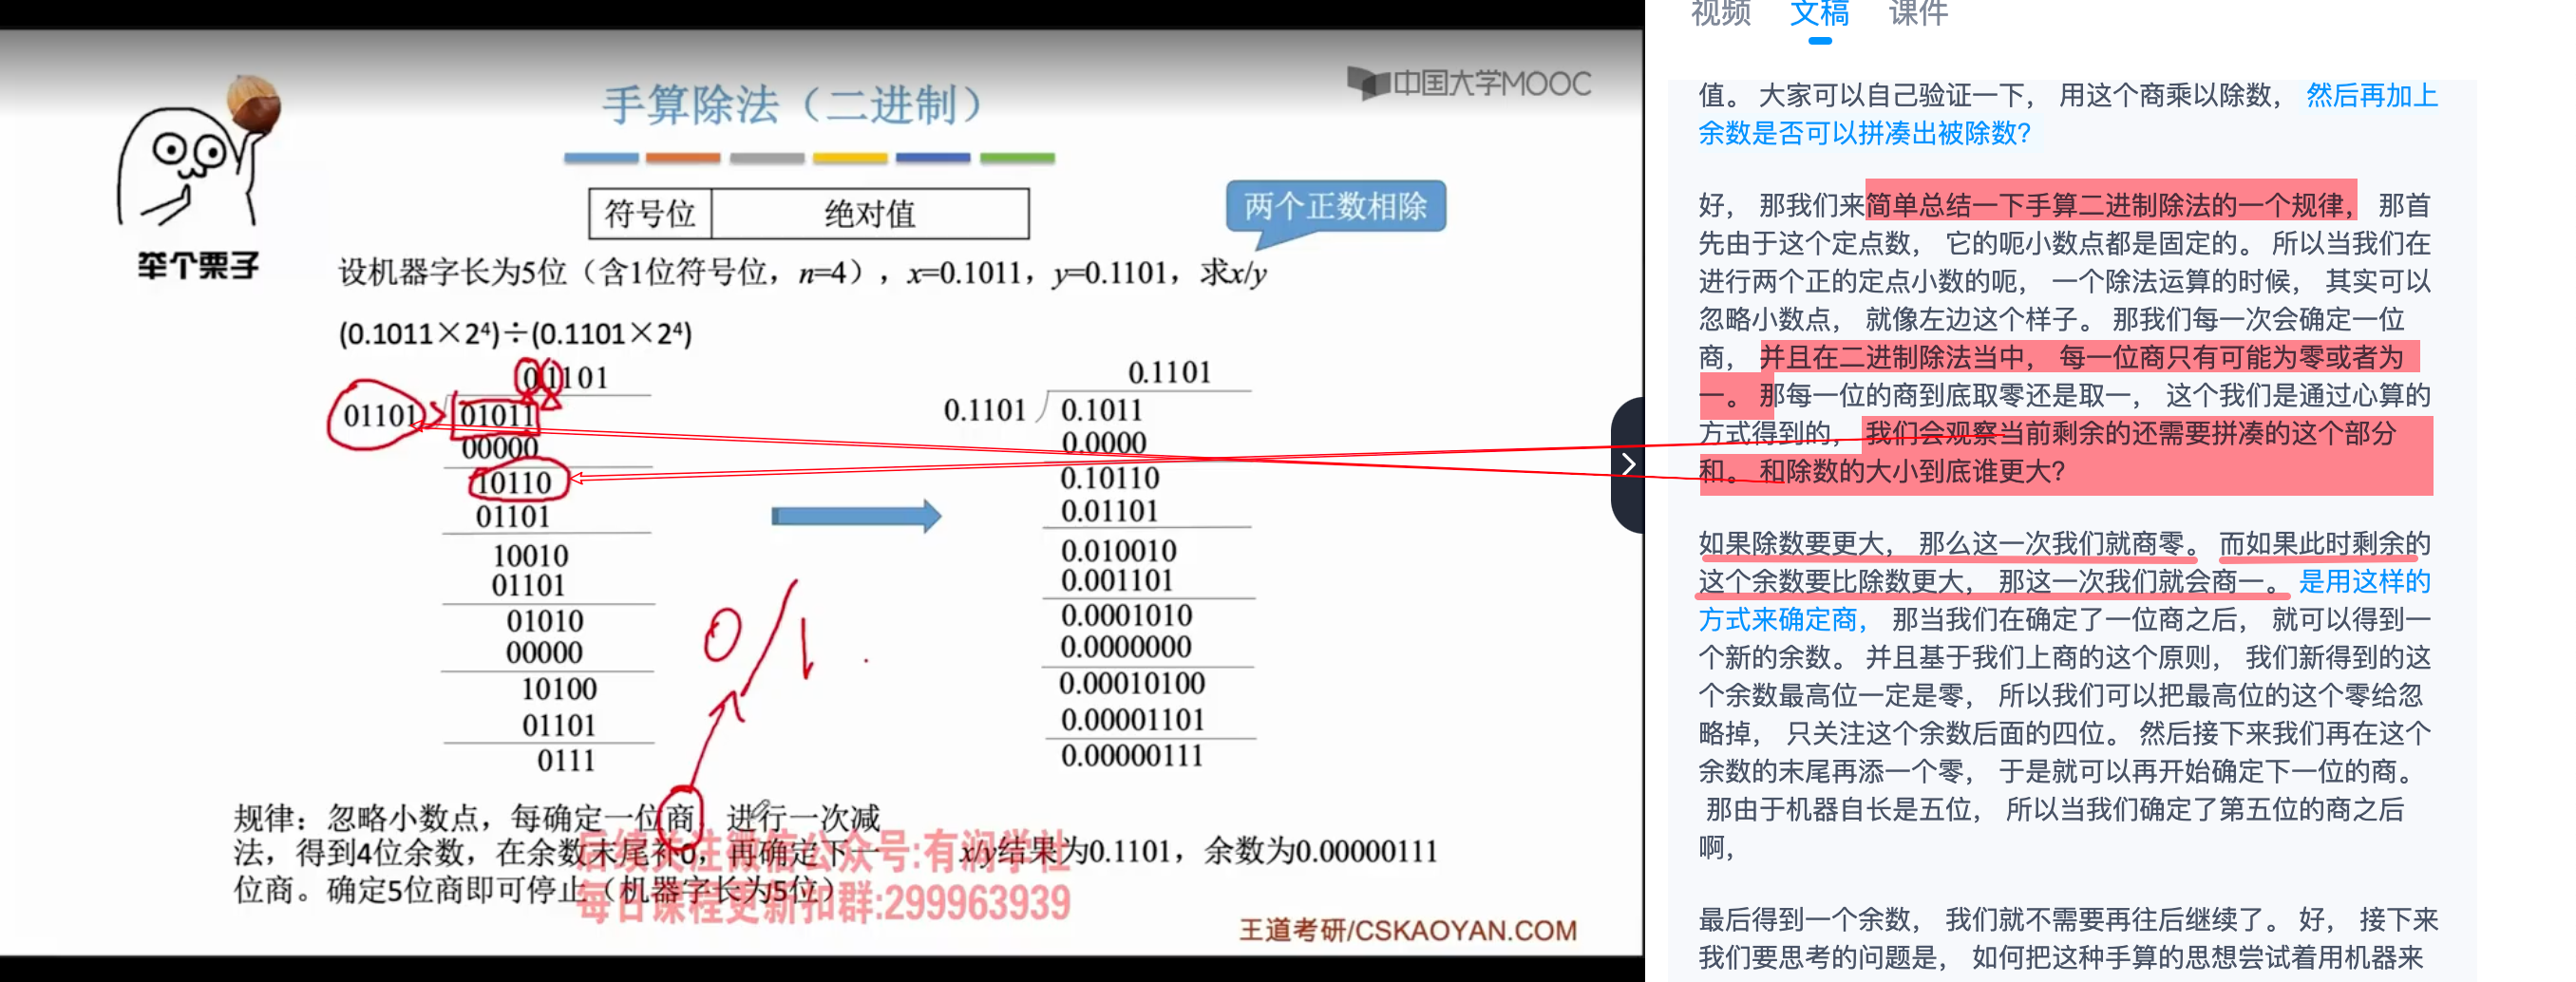 中国大学MOOC
手算除法（二进制）
符号位 绝对值
两个正数相除
举个栗子
设机器字长为5位（含1位符号位，n=4），x=0.1011，y=0.1101，求x/y
(0.1011×2⁴)÷(0.1101×2⁴)
01101
01101
01011
00000
10110
01101
10010
01101
01010
00000
10100
01101
0111
0/1
0.1101
0.1101
0.1011
0.0000
0.10110
0.01101
0.010010
0.001101
0.0001010
0.0000000
0.00010100
0.00001101
0.00000111
规律：忽略小数点，每确定一位商，进行一次减
法，得到4位余数，在余数末尾补0，再确定下一
位商。确定5位商即可停止（机器字长为5位）
x/y结果为0.1101，余数为0.00000111
后续关注微信公众号:有润学社
每日课程更新扣群:299963939
王道考研/CSKAOYAN.COM
视频 文稿 课件
值。 大家可以自己验证一下， 用这个商乘以除数， 然后再加上
余数是否可以拼凑出被除数?
好， 那我们来简单总结一下手算二进制除法的一个规律， 那首
先由于这个定点数， 它的呃小数点都是固定的。 所以当我们在
进行两个正的定点小数的呃， 一个除法运算的时候， 其实可以
忽略小数点， 就像左边这个样子。 那我们每一次会确定一位
商， 并且在二进制除法当中， 每一位商只有可能为零或者为
一。 那每一位的商到底取零还是取一， 这个我们是通过心算的
方式得到的， 我们会观察当前剩余的还需要拼凑的这个部分
和。 和除数的大小到底谁更大?
如果除数要更大， 那么这一次我们就商零。 而如果此时剩余的
这个余数要比除数更大， 那这一次我们就会商一。 是用这样的
方式来确定商， 那当我们在确定了一位商之后， 就可以得到一
个新的余数。 并且基于我们上商的这个原则， 我们新得到的这
个余数最高位一定是零， 所以我们可以把最高位的这个零给忽
略掉， 只关注这个余数后面的四位。 然后接下来我们再在这个
余数的末尾再添一个零， 于是就可以再开始确定下一位的商。
那由于机器自长是五位， 所以当我们确定了第五位的商之后
啊，
最后得到一个余数， 我们就不需要再往后继续了。 好， 接下来
我们要思考的问题是， 如何把这种手算的思想尝试着用机器来